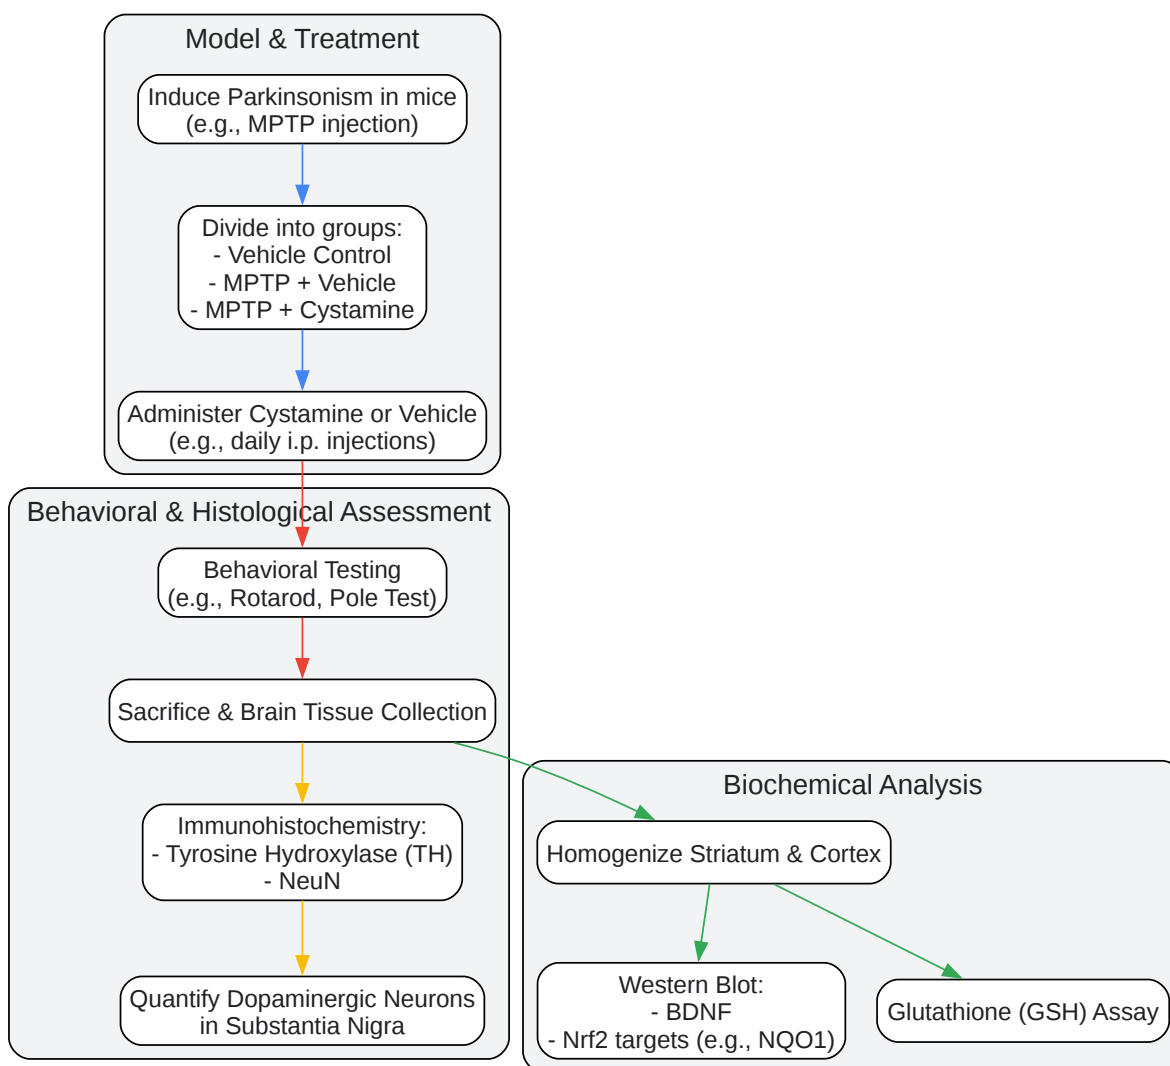 Model & Treatment
Induce Parkinsonism in mice
(e.g., MPTP injection)
Divide into groups:
- Vehicle Control
- MPTP + Vehicle
- MPTP + Cystamine
Administer Cystamine or Vehicle
(e.g., daily i.p. injections)
Behavioral & Histological Assessment
Behavioral Testing
(e.g., Rotarod, Pole Test)
Sacrifice & Brain Tissue Collection
Immunohistochemistry:
- Tyrosine Hydroxylase (TH)
- NeuN
Quantify Dopaminergic Neurons
in Substantia Nigra
Biochemical Analysis
Homogenize Striatum & Cortex
Western Blot:
- BDNF
- Nrf2 targets (e.g., NQO1)
Glutathione (GSH) Assay